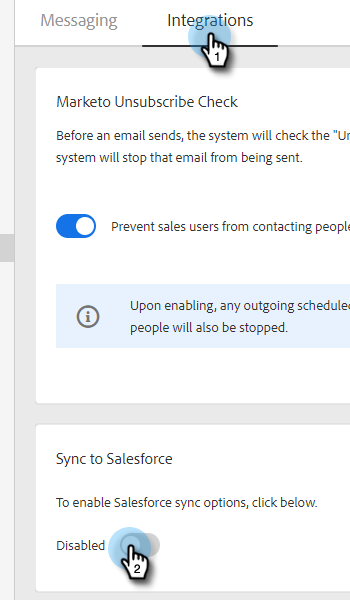 Messaging Integrations
1
Marketo Unsubscribe Check
Before an email sends, the system will check the "Un
system will stop that email from being sent.
Prevent sales users from contacting people
Upon enabling, any outgoing scheduled
people will also be stopped.
Sync to Salesforce
To enable Salesforce sync options, click below.
Disabled
2